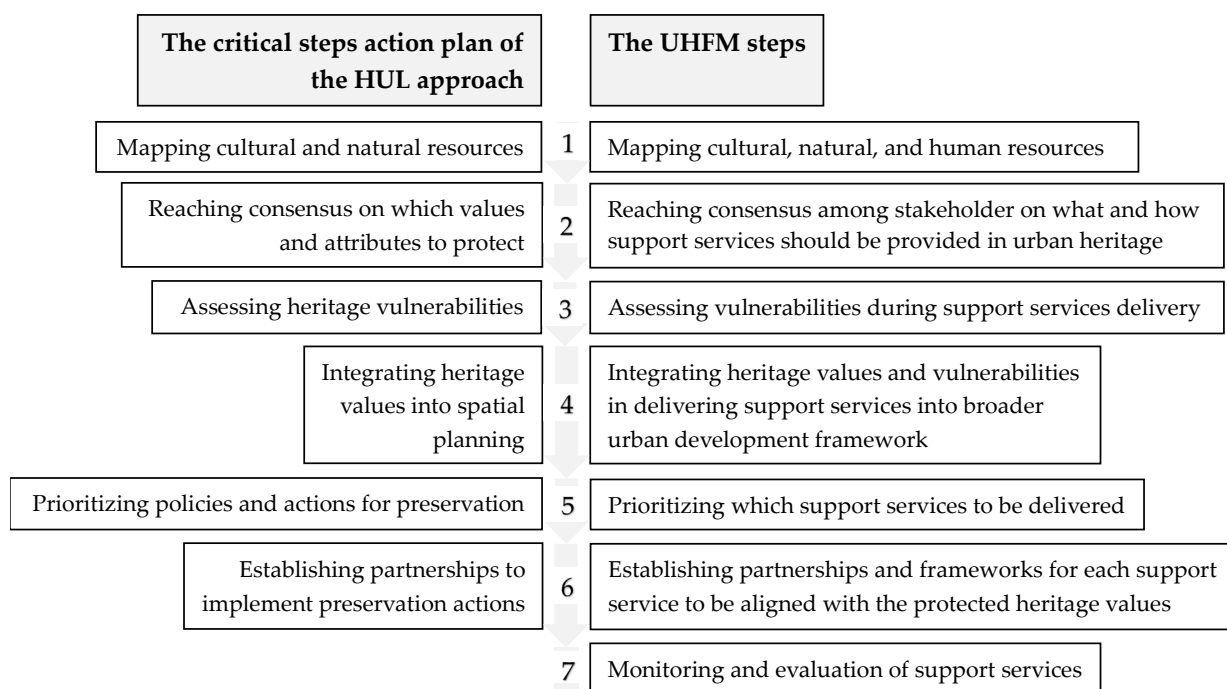 The critical steps action plan of
the HUL approach
The UHFM steps
Mapping cultural and natural resources
1
Mapping cultural, natural, and human resources
Reaching consensus on which values
and attributes to protect
2
Reaching consensus among stakeholder on what and how
support services should be provided in urban heritage
Assessing heritage vulnerabilities
3
Assessing vulnerabilities during support services delivery
Integrating heritage
values into spatial
planning
4
Integrating heritage values and vulnerabilities
in delivering support services into broader
urban development framework
Prioritizing policies and actions for preservation
5
Prioritizing which support services to be delivered
Establishing partnerships to
implement preservation actions
6
Establishing partnerships and frameworks for each support
service to be aligned with the protected heritage values
7
Monitoring and evaluation of support services